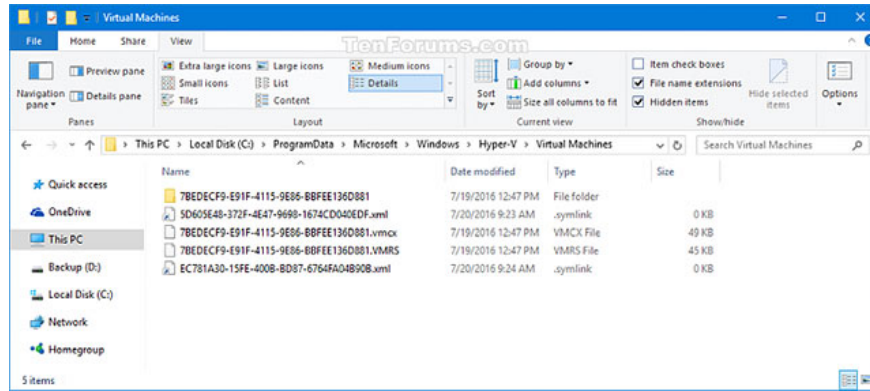 Virtual Machines
File Home Share View
TenForums.com
Navigation pane
Preview pane
Details pane
Panes
Extra large icons Large icons Medium icons
Small icons List Details
Tiles Content
Layout
Sort by
Group by
Add columns
Size all columns to fit
Current view
Item check boxes
File name extensions
Hidden items
Hide selected items
Show/hide
Options
This PC > Local Disk (C:) > ProgramData > Microsoft > Windows > Hyper-V > Virtual Machines
Search Virtual Machines
Quick access
OneDrive
This PC
Backup (D:)
Local Disk (C:)
Network
Homegroup
Name Date modified Type Size
7BEDECF9-E91F-4115-9E86-BBFEE136D881 7/19/2016 12:47 PM File folder
5D605E48-372F-4E47-9698-1674CD040EDF.xml 7/20/2016 9:23 AM .symlink 0 KB
7BEDECF9-E91F-4115-9E86-BBFEE136D881.vmcx 7/19/2016 12:47 PM VMCX File 49 KB
7BEDECF9-E91F-4115-9E86-BBFEE136D881.VMRS 7/19/2016 12:47 PM VMRS File 45 KB
EC781A30-15FE-400B-BD87-6764FA04B90B.xml 7/20/2016 9:24 AM .symlink 0 KB
5 items